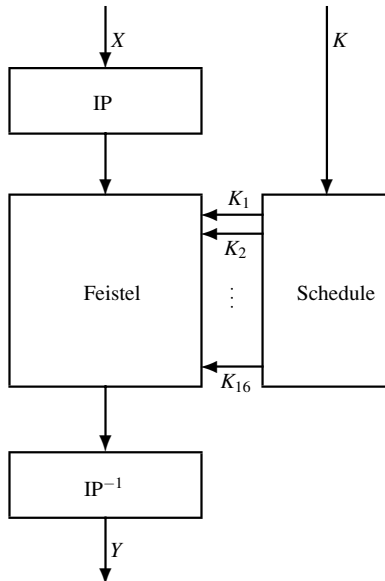 X
K
IP
K₁
K₂
Feistel
⋮
Schedule
K₁₆
IP⁻¹
Y